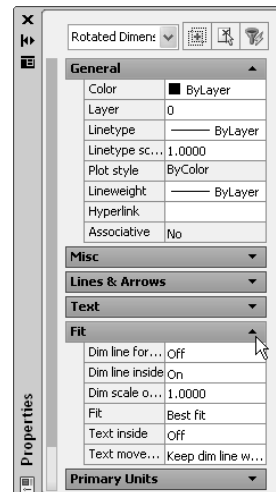 Rotated Dimens
General
Color ByLayer
Layer 0
Linetype ByLayer
Linetype sc... 1.0000
Plot style ByColor
Lineweight ByLayer
Hyperlink
Associative No
Misc
Lines & Arrows
Text
Fit
Dim line for... Off
Dim line inside On
Dim scale o... 1.0000
Fit Best fit
Text inside Off
Text move... Keep dim line w...
Primary Units
Properties